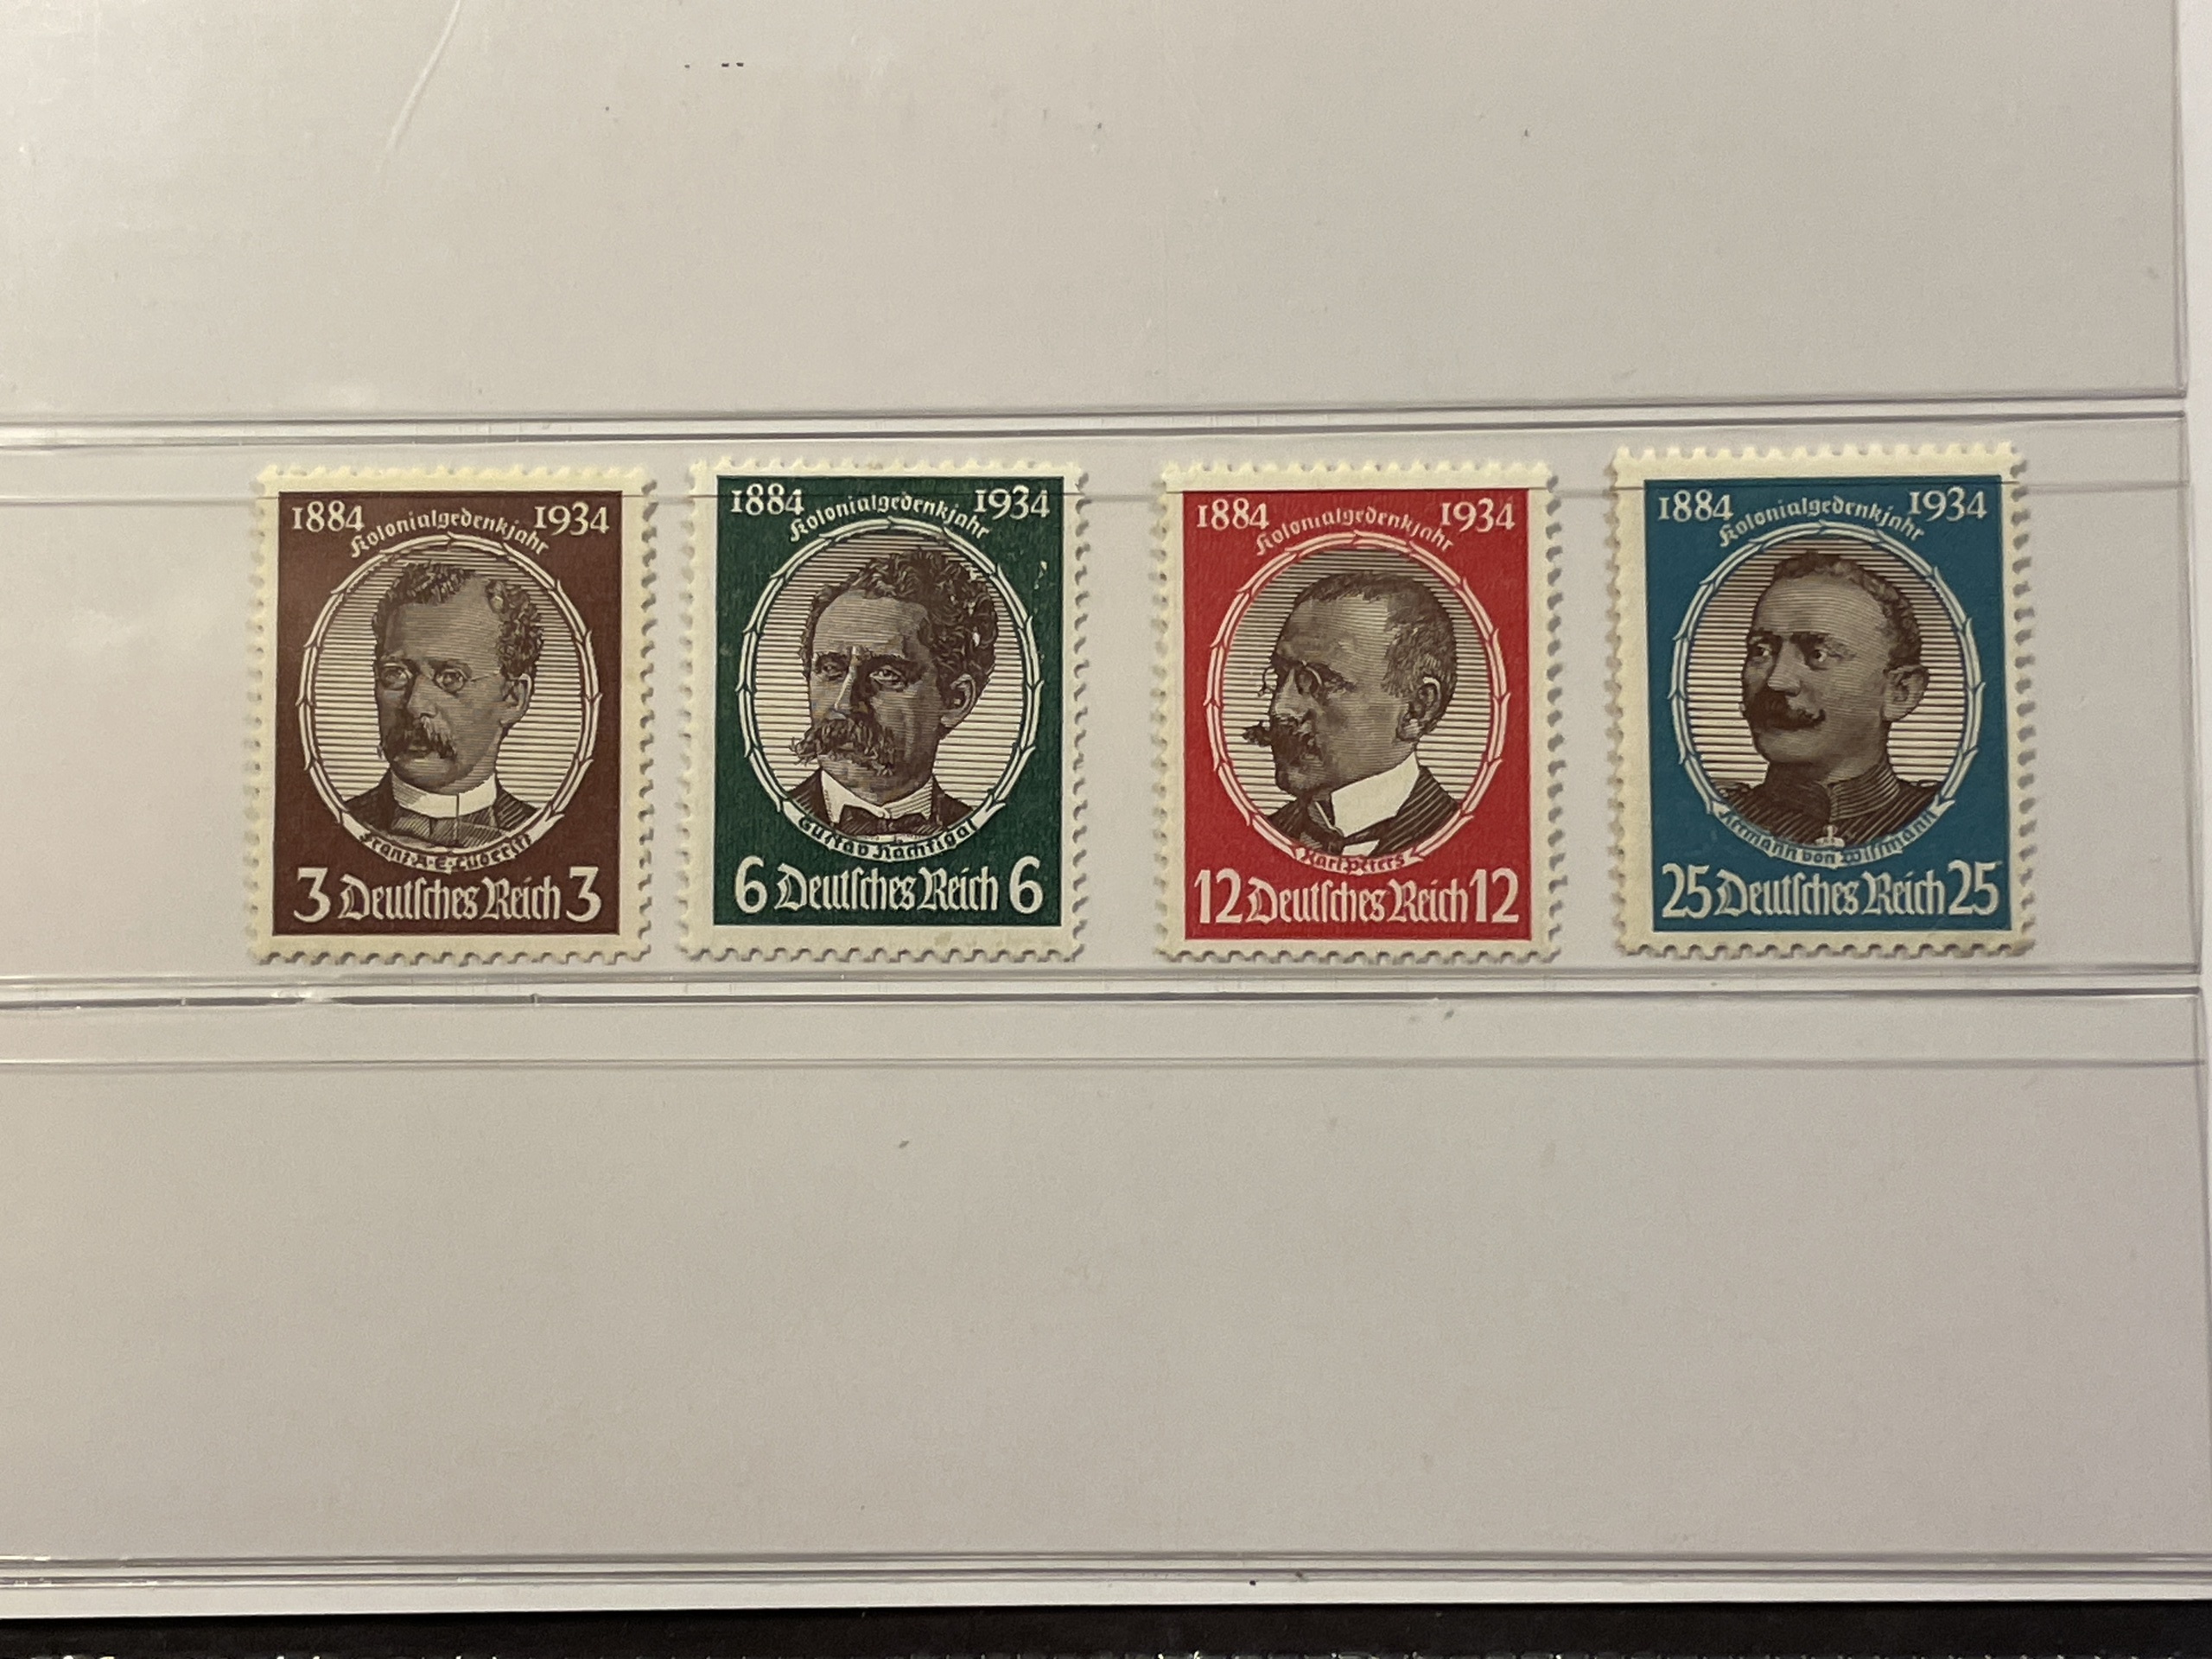 1884 1934
Kolonialgedenkjahr
Franz·A·E·Lüderitz
3 Deutsches Reich 3
1884 1934
Kolonialgedenkjahr
Gustav Nachtigal
6 Deutsches Reich 6
1884 1934
Kolonialgedenkjahr
Karl Peters
12 Deutsches Reich 12
1884 1934
Kolonialgedenkjahr
Hermann von Wissmann
25 Deutsches Reich 25